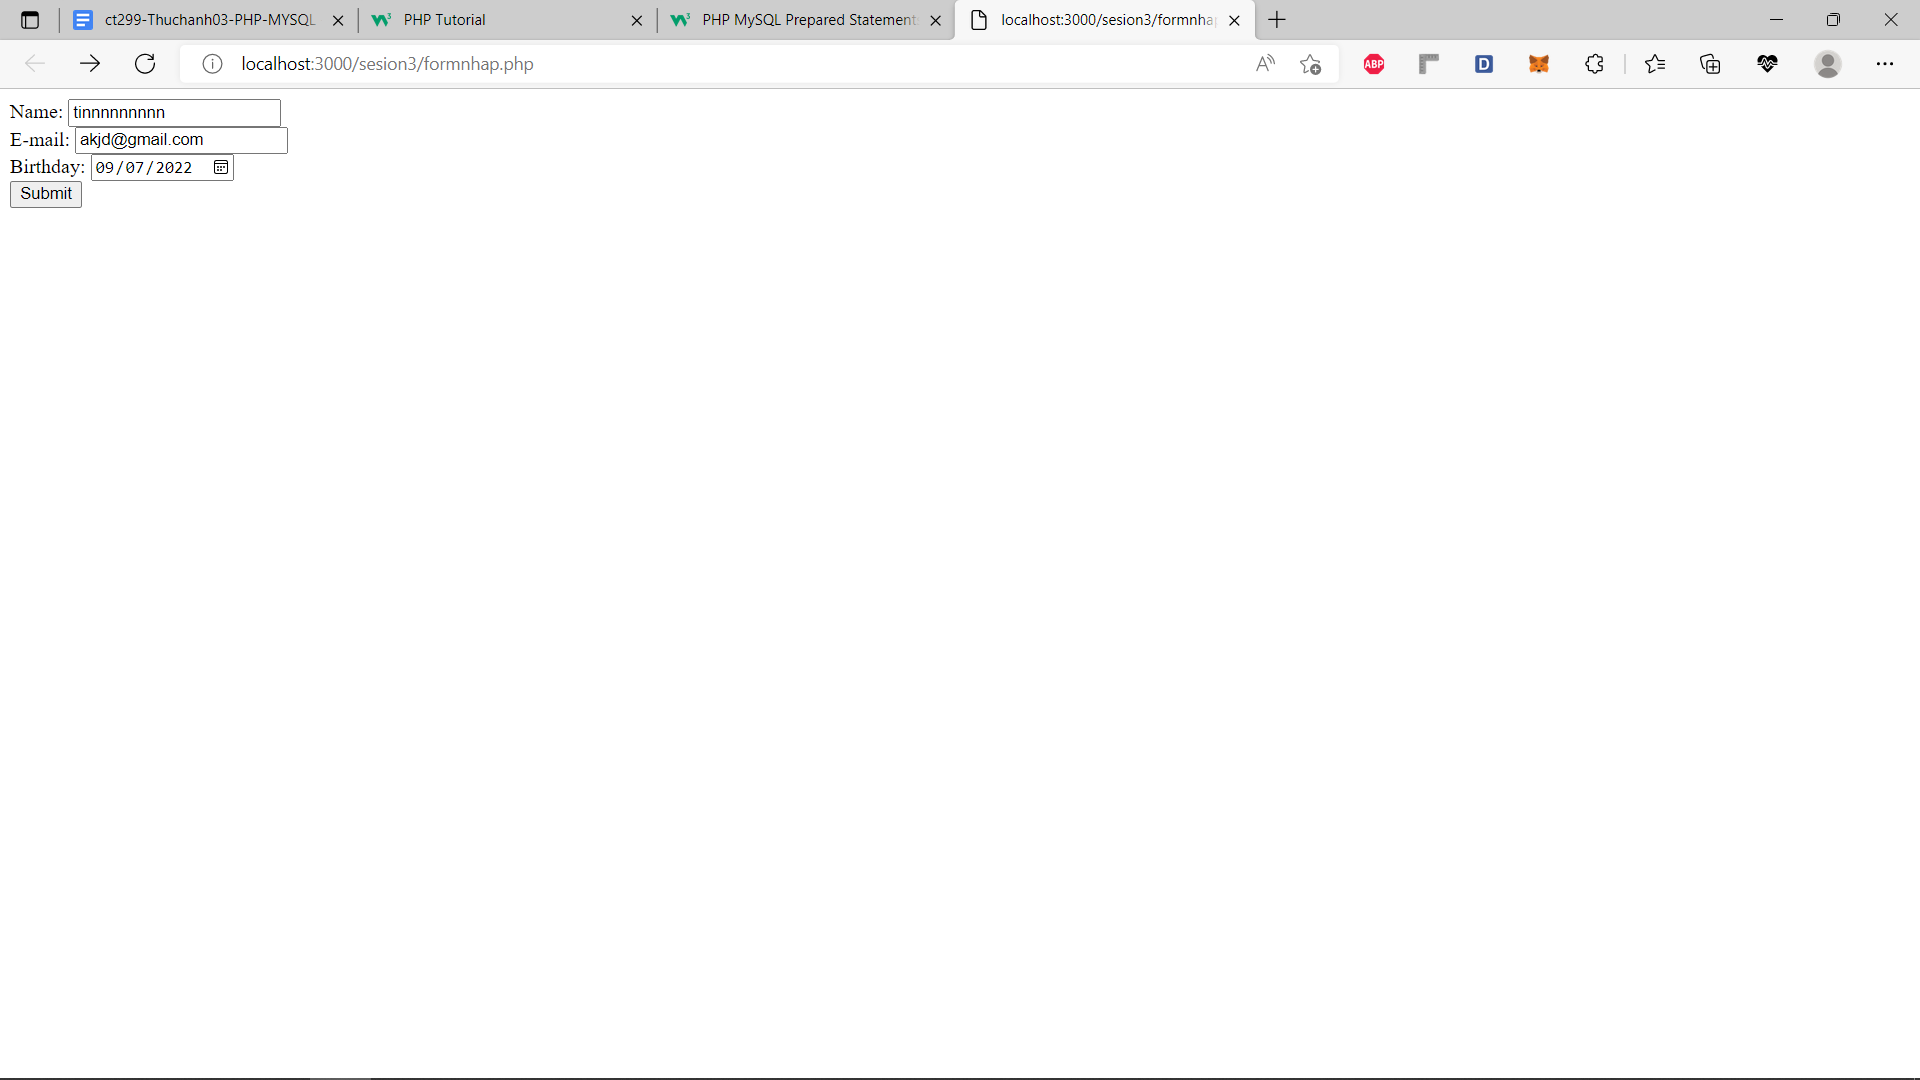 ct299-Thuchanh03-PHP-MYSQL
PHP Tutorial
PHP MySQL Prepared Statement
localhost:3000/sesion3/formnha
localhost:3000/sesion3/formnhap.php
A
ABP
D
Name: tinnnnnnnnn
E-mail: akjd@gmail.com
Birthday: 09/07/2022
Submit